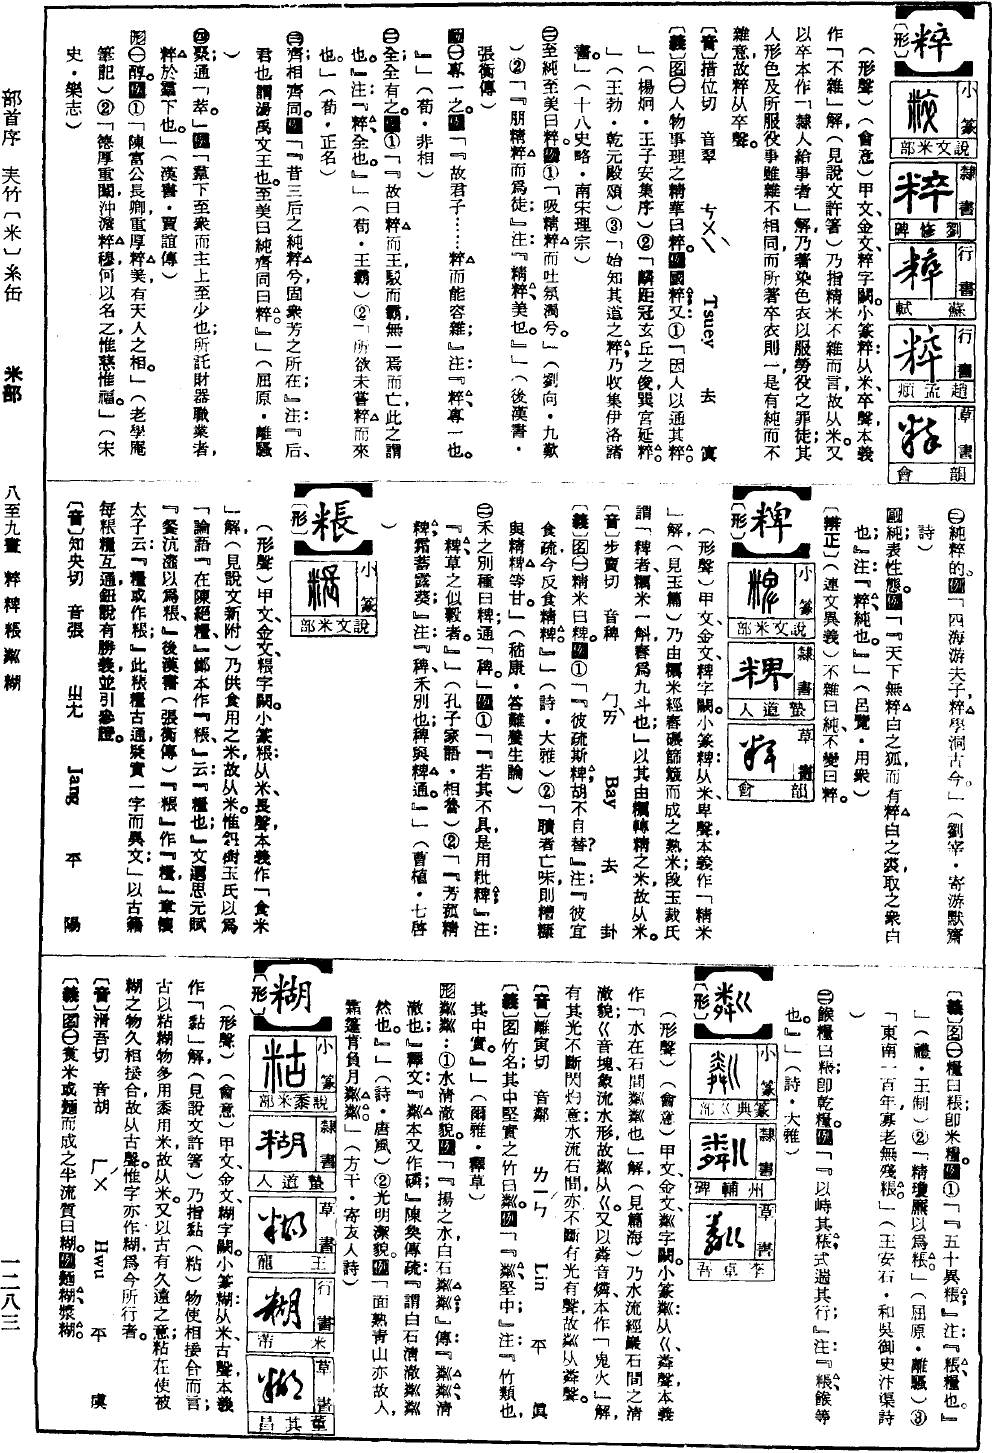 粹
〔形〕
小篆 說文米部
隸書 劉修碑
行書 蘇軾
行書 趙孟頫
草書 韻會
（形聲）（會意）甲文、金文、粹字闕。小篆粹：从米、卒聲，本義
作「不雜」解（見說文許箸），乃指精米不雜而言，故从米。又
以卒本作「隸人給事者」解，乃著染色衣以服勞役之罪徒；其
人形色及所服役事雖雜不相同，而所著卒衣則一，是有純而不
雜意，故粹从卒聲。
〔音〕措位切　音翠　ㄘㄨㄟˋ　Tsuey　去　寘
〔義〕名㊀人物事理之精華曰粹。例國粹。又①「因人以通其粹。
」（楊炯・王子安集序）②「麟距冠玄丘之俊，巽宮延粹。
」（王勃・乾元殿頌）③「始知其道之粹，乃收集伊洛諸
書。」（十八史略・南宋理宗）
㊁至純至美曰粹。例①「吸精粹而吐氛濁兮。」（劉向・九歎
）②「『朋精粹而爲徒』注：『精粹、美也。』」（後漢書・
張衡傳）
動㊀專一之。例「『故君子……粹而能容雜』；注：『粹、專一也。
』」（荀・非相）
㊁全，全有之。例①「『故曰粹而王，駁而霸，無一焉而亡，此之謂
也。』注：『粹、全也。』」（荀・王霸）②「所欲未嘗粹而來
也。」（荀・正名）
㊂齊，相齊同。例「『昔三后之純粹兮，固衆芳之所在』；注：『后、
君也，謂湯禹文王也。至美曰純，齊同曰粹。』」（屈原・離騷
）
㊃聚，通「萃」。例「羣下至衆，而主上至少也；所託財器職業者，
粹於羣下也。」（漢書・賈誼傳）
形㊀醇。例①「陳富公長卿，重厚粹美，有天人之相。」（老學庵
筆記）②「德厚重闈，沖澹粹穆，何以名之，惟慈惟福。」（宋
史・樂志）
㊁純粹的。例「四海游夫子，粹學洞古今。」（劉宰・寄游默齋
詩）
副純，表性態。例「『天下無粹白之狐，而有粹白之裘，取之衆白
也。』注：『粹、純也。』」（呂覽・用衆）
〔辨正〕（連文異義）不雜曰純，不變曰粹。
粺
〔形〕
小篆 說文米部
隸書 蟄道人
草書 韻會
（形聲）甲文、金文、粺字闕。小篆粺：从米、卑聲，本義作「精米
」解（見玉篇），乃由糲米經舂碾篩簸而成之熟米；段玉裁氏
謂「粺者糲米一斛舂爲九斗也」，以其由糲轉精之米，故从米。
〔音〕步賣切　音稗　ㄅㄞˋ　Bay　去　卦
〔義〕名㊀精米曰粺。例①「『彼疏斯粺，胡不自替？』注：『彼宜
食疏，今反食精粺。』」（詩・大雅）②「瞶者亡味，則糟糠
與精粺等甘。」（嵇康・答難養生論）
㊁禾之別種曰粺，通「稗」。例①「『若其不具，是用粃粺。』注：
『粺、草之似穀者。』」（孔子家語・相魯）②「『芳菰精
粺，霜蓄露葵。』注：『稗、禾別也，稗與粺通。』」（曹植・七啓
）
粻
〔形〕
小篆 說文米部
（形聲）甲文、金文、粻字闕。小篆粻：从米、長聲，本義作「食米
」解（見說文新附），乃供食用之米，故从米。惟鈕樹玉氏以爲
「論語『在陳絕糧』，鄭本作『粻』，云：『糧也。』文選思元賦
『餐沆瀣以爲粻』，後漢書（張衡傳）『粻』作『糧』，章懷
太子云：『糧或作粻』，此粻糧古通，疑實一字而異文」。以古籍
每粻糧互通，鈕說有勝義，並引參證。
〔音〕知央切　音張　ㄓㄤ　Jang　平　陽
〔義〕名㊀糧曰粻，即米糧。例①「『五十異粻』；注：『粻、糧也。』
」（禮・王制）②「精瓊靡以爲粻。」（屈原・離騷）③
「東南一百年，寡老無殘粻。」（王安石・和吳御史汴渠詩
）
㊁餱糧曰粻，即乾糧。例「『以峙其粻，式遄其行。』注：『粻、餱等
也。』」（詩・大雅）
粼
〔形〕
小篆 篆典巜部
隸書 州輔碑
草書 李卓吾
（形聲）（會意）甲文、金文、粼字闕。小篆粼：从巜、粦聲，本義
作「水在石間粼粼也」解（見篇海），乃水流經巖石間之清
澈貌。巜音塊，象流水形，故粼从巜。又以粦音燐，本作「鬼火」解，
有其光不斷閃灼意；水流石間，亦不斷有光有聲，故粼从粦聲。
〔音〕離寅切　音鄰　ㄌㄧㄣˊ　Lin　平　眞
〔義〕名竹名，其中堅實之竹曰粼。例「『粼，堅中。』注：『竹類也，
其中實。』」（爾雅・釋草）
形粼粼：①水清澈貌。例「『揚之水，白石粼粼』；傳：『粼粼、清
澈也。』釋文：『粼本又作磷。』陳奐傳疏：『謂白石清澈粼粼
然也。』」（詩・唐風）②光明潔貌。例「面熟青山亦故人，
霜篷背負月粼粼。」（方干・寄友人詩）
糊
〔形〕
小篆 說黍米部
隸書 蟄道人
草書 王寵
行書 米芾
草書 董其昌
（形聲）（會意）甲文、金文、糊字闕。小篆糊：从米、古聲，本義
作「黏」解（見說文許箸），乃指黏（粘）物使相接合而言；
古以粘糊物多用黍用米，故从米。又以古有久遠之意，粘在使被
糊之物久相接合，故从古聲。惟字亦作糊，爲今所行者。
〔音〕滑吾切　音胡　ㄏㄨˊ　Hwu　平　虞
〔義〕名㊀黄米或麵而成之半流質曰糊。例麵糊、漿糊。
部首序　宎竹〔米〕糸缶　米部　八至九畫　粹粺粻粼糊　一二八三